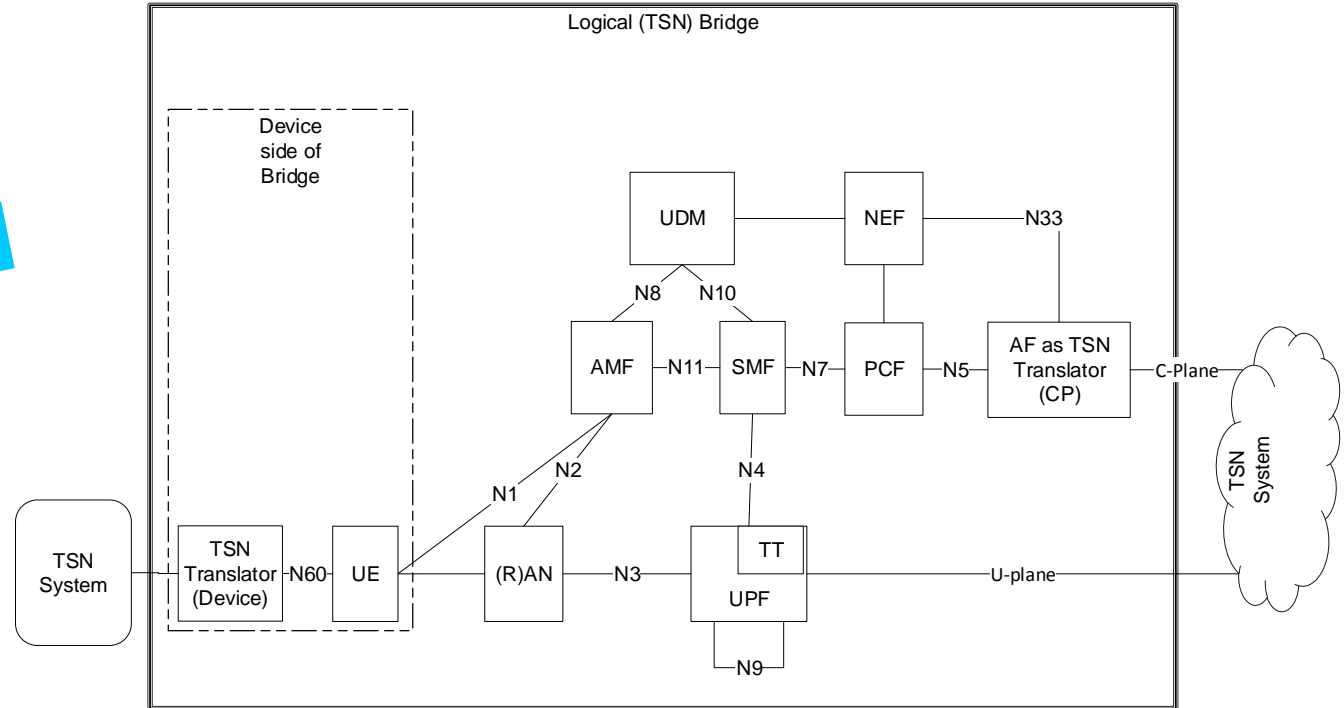 Logical (TSN) Bridge
Device
side of
Bridge
UDM
NEF
N33
N8
N10
AMF
N11
SMF
N7
PCF
N5
AF as TSN
Translator
(CP)
C-Plane
TSN
System
N1
N2
N4
TSN
System
TSN
Translator
(Device)
N60
UE
(R)AN
N3
TT
UPF
U-plane
N9